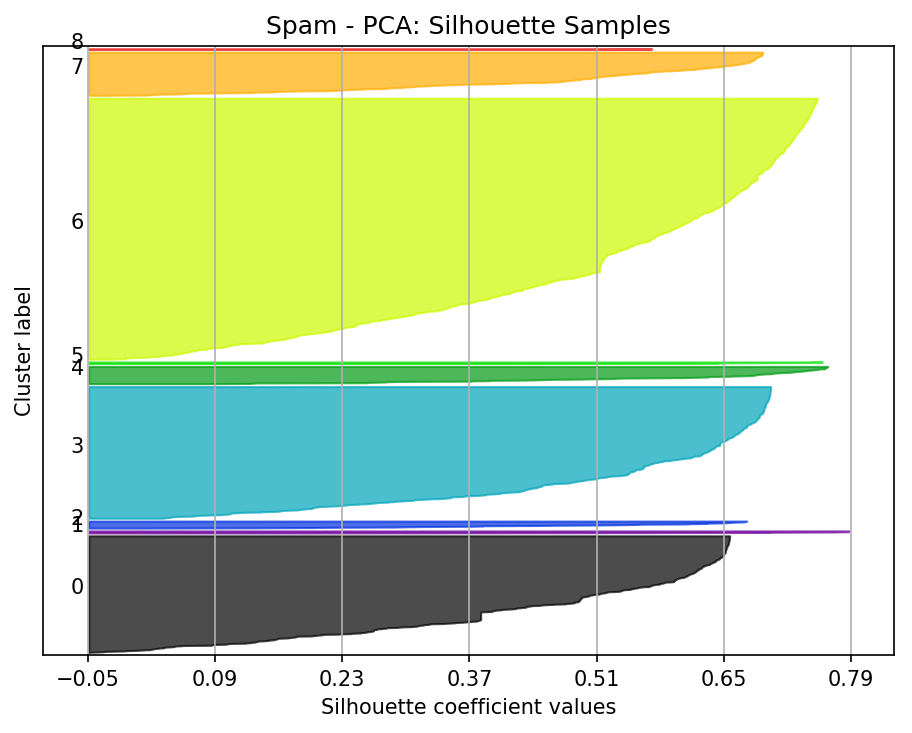 Spam - PCA: Silhouette Samples
8
7
6
5
4
3
2
1
0
Cluster label
−0.05 0.09 0.23 0.37 0.51 0.65 0.79
Silhouette coefficient values